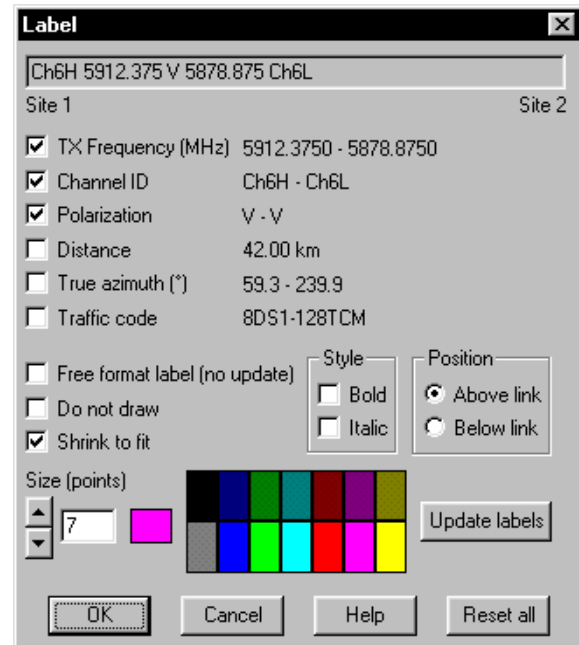 Label
Ch6H 5912.375 V 5878.875 Ch6L
Site 1 Site 2
TX Frequency (MHz) 5912.3750 - 5878.8750
Channel ID Ch6H - Ch6L
Polarization V - V
Distance 42.00 km
True azimuth (°) 59.3 - 239.9
Traffic code 8DS1-128TCM
Free format label (no update)
Do not draw
Shrink to fit
Style
Bold
Italic
Position
Above link
Below link
Size (points)
7
Update labels
OK Cancel Help Reset all